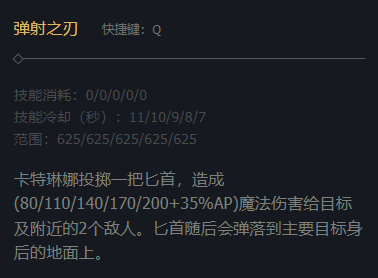 弹射之刃 快捷键：Q
技能消耗：0/0/0/0/0
技能冷却（秒）：11/10/9/8/7
范围：625/625/625/625/625
卡特琳娜投掷一把匕首，造成
(80/110/140/170/200+35%AP)魔法伤害给目标
及附近的2个敌人。匕首随后会弹落到主要目标身
后的地面上。